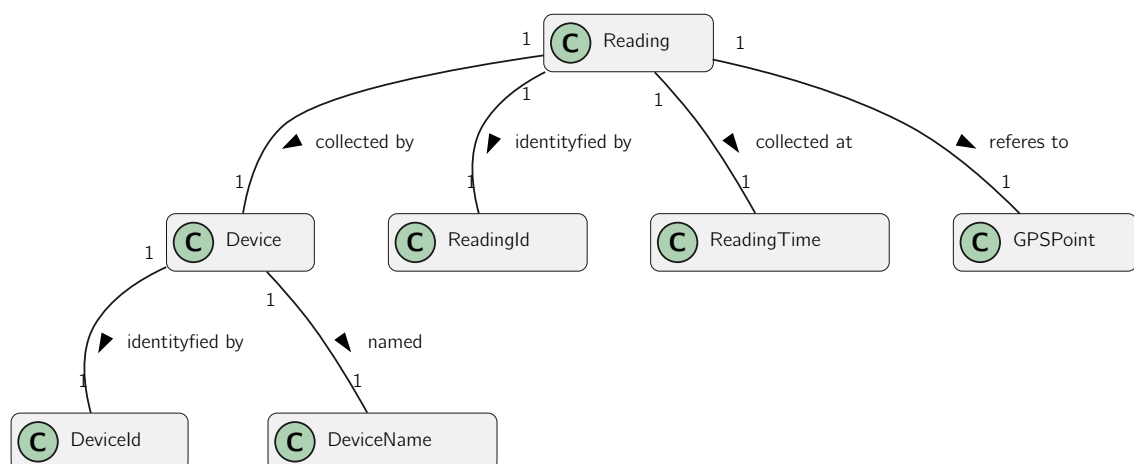 C Reading
1
1
1
1
collected by
identityfied by
collected at
referes to
1
1
1
1
C Device
C ReadingId
C ReadingTime
C GPSPoint
1
1
identityfied by
named
1
1
C DeviceId
C DeviceName